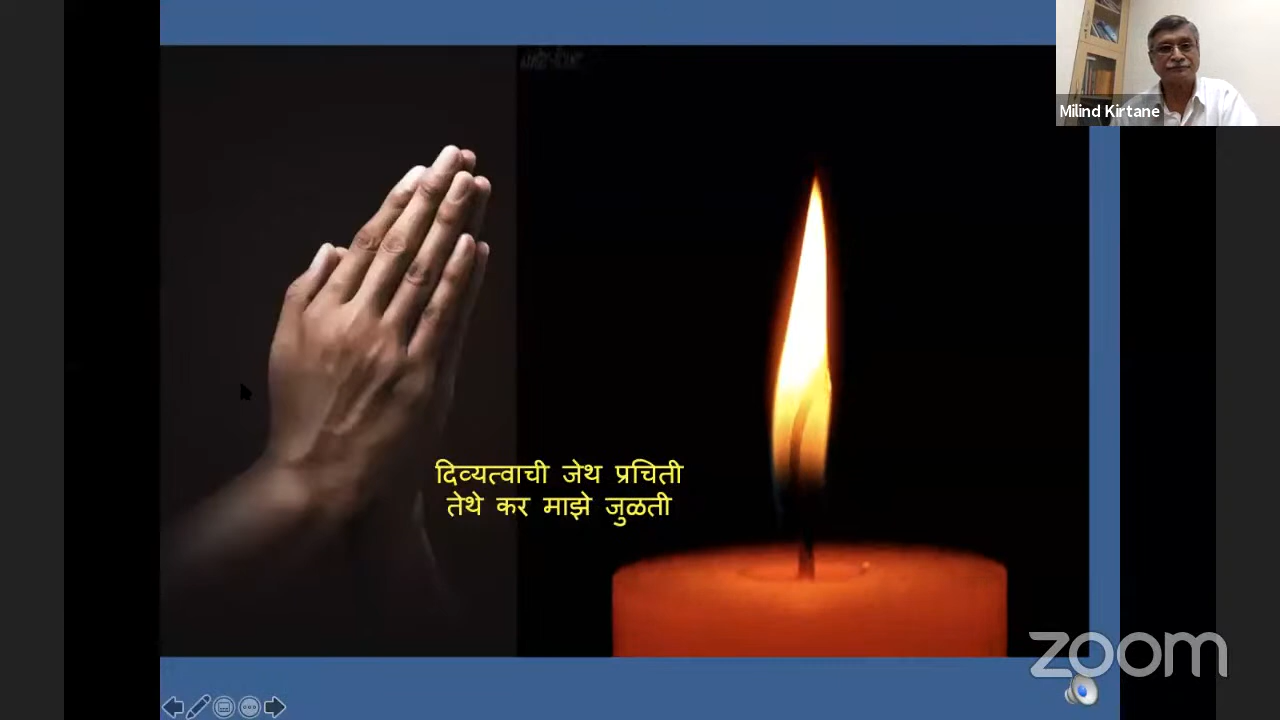 Milind Kirtane
दिव्यत्वाची जेथ प्रचिती
तेथे कर माझे जुळती
zoom